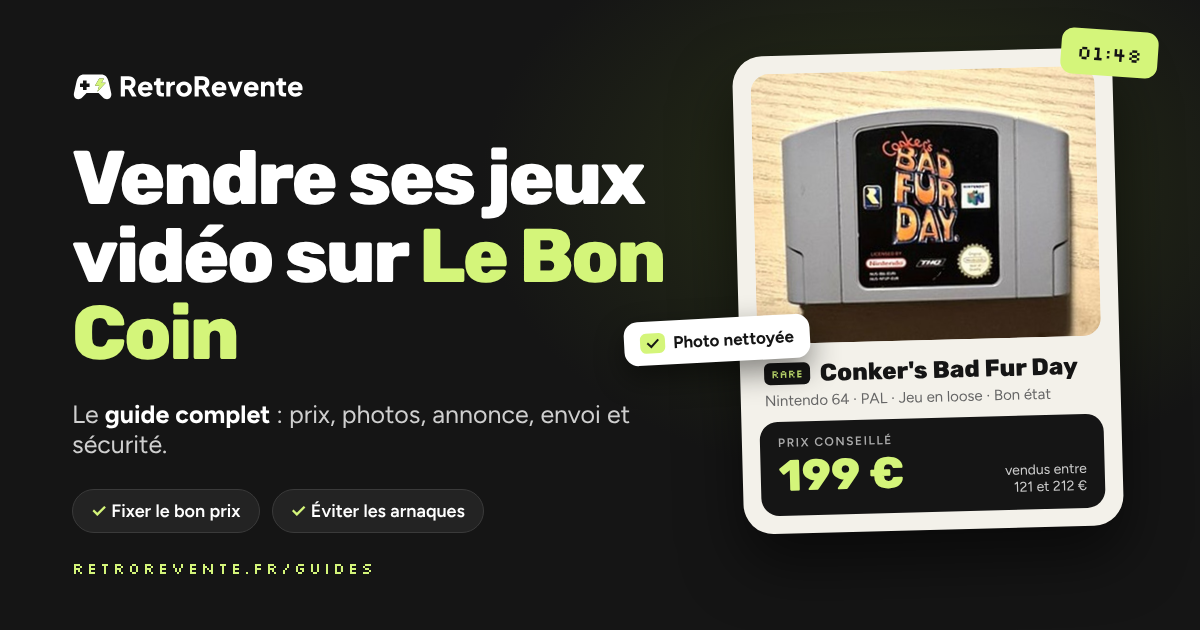 RetroRevente
Vendre ses jeux
vidéo sur Le Bon
Coin
Le guide complet : prix, photos, annonce, envoi et
sécurité.
Fixer le bon prix
Éviter les arnaques
RETROREVENTE.FR/GUIDES
01:48
Conker's
BAD
FUR
DAY
LICENSED BY
Nintendo
THQ
Photo nettoyée
RARE
Conker's Bad Fur Day
Nintendo 64 · PAL · Jeu en loose · Bon état
PRIX CONSEILLÉ
199 €
vendus entre
121 et 212 €